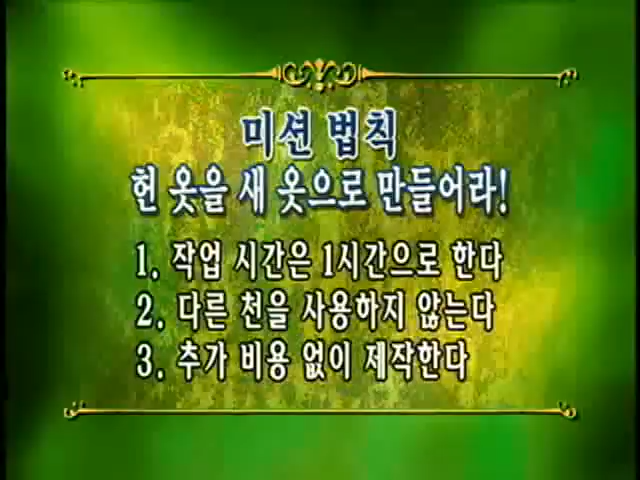 미션 법칙
헌 옷을 새 옷으로 만들어라!
1. 작업 시간은 1시간으로 한다
2. 다른 천을 사용하지 않는다
3. 추가 비용 없이 제작한다